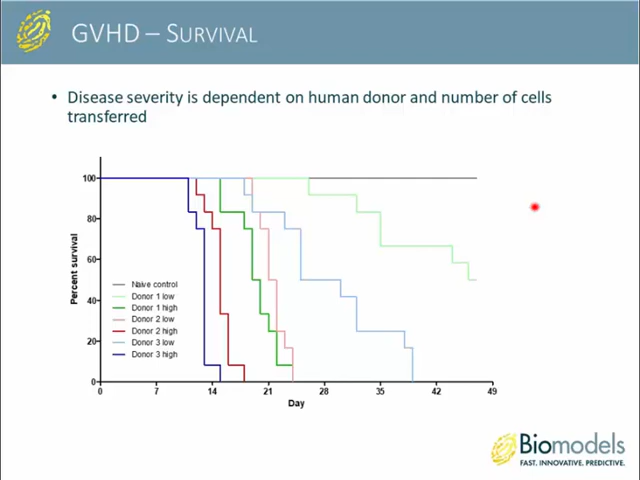 GVHD – SURVIVAL
• Disease severity is dependent on human donor and number of cells
transferred
100
80
60
40
20
0
Percent survival
Naive control
Donor 1 low
Donor 1 high
Donor 2 low
Donor 2 high
Donor 3 low
Donor 3 high
0 7 14 21 28 35 42 49
Day
Biomodels
FAST. INNOVATIVE. PREDICTIVE.